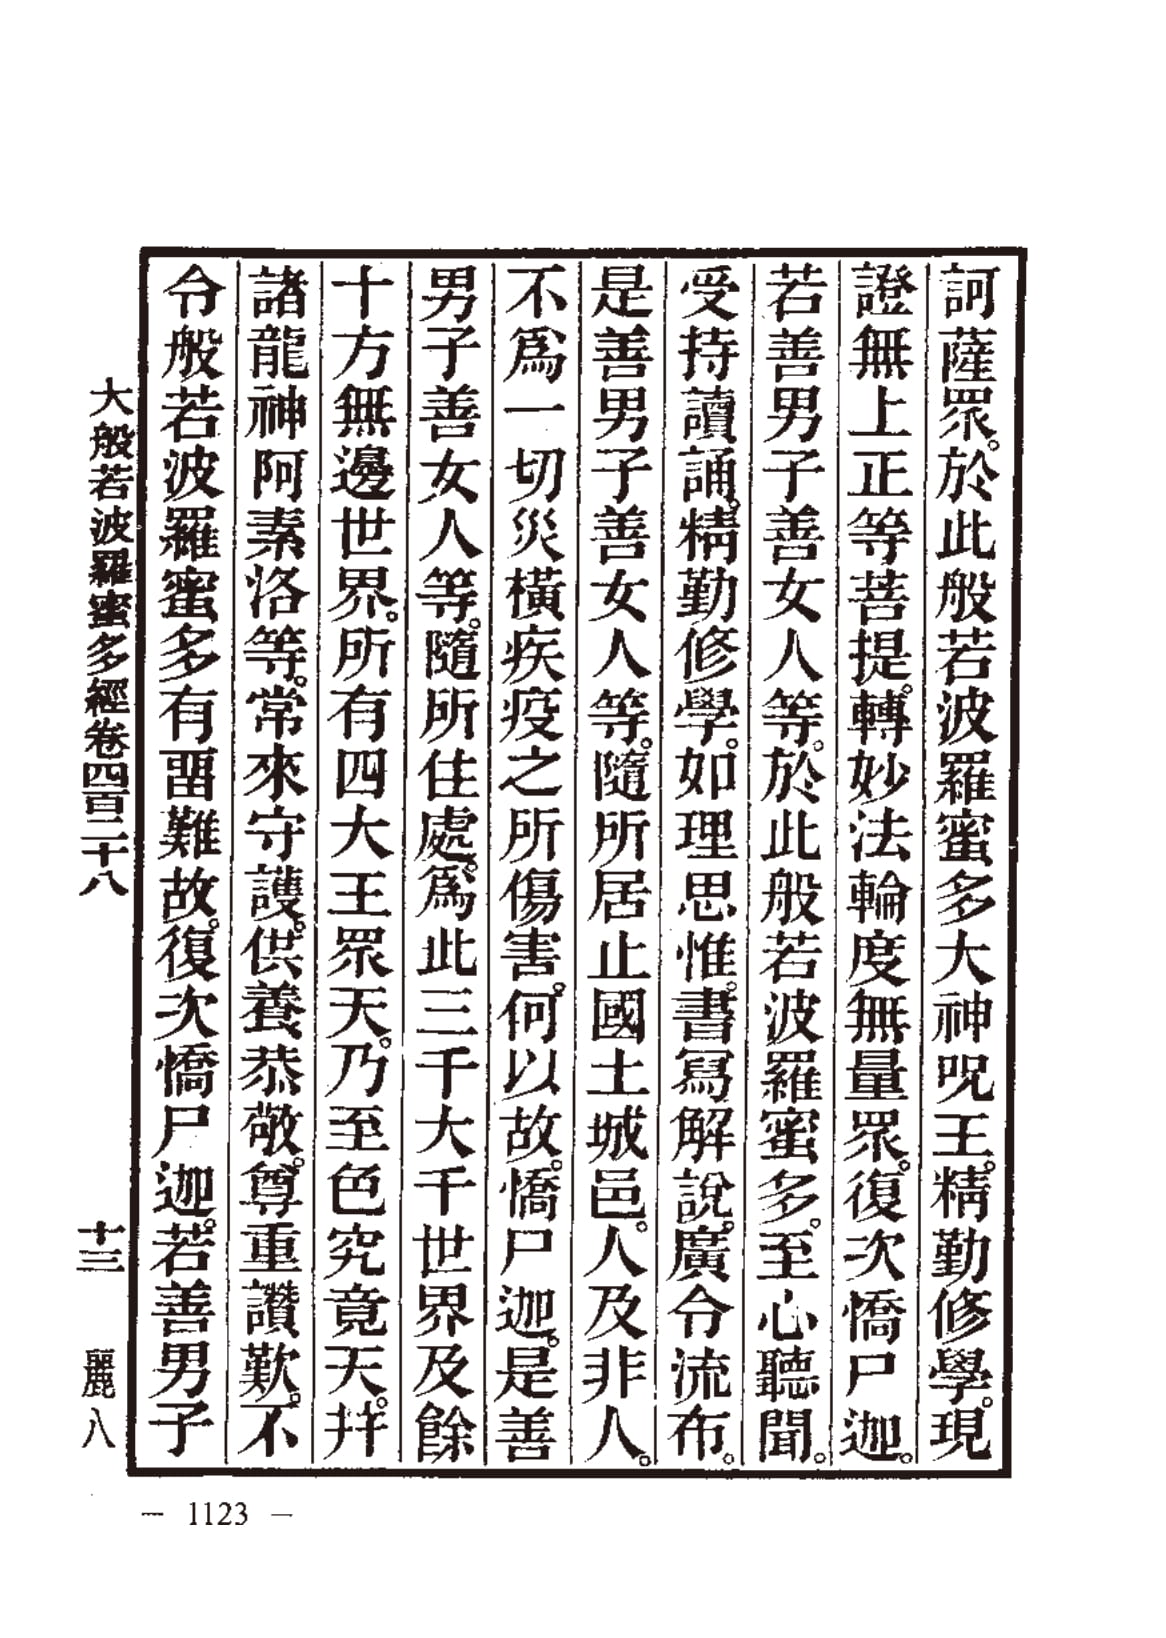 訶薩眾。於此般若波羅蜜多大神呪王。精勤修學。現
證無上正等菩提。轉妙法輪度無量眾。復次憍尸迦。
若善男子善女人等。於此般若波羅蜜多。至心聽聞。
受持讀誦。精勤修學。如理思惟。書寫解說。廣令流布。
是善男子善女人等。隨所居止國土城邑。人及非人。
不爲一切災橫疾疫之所傷害。何以故。憍尸迦。是善
男子善女人等。隨所住處。爲此三千大千世界及餘
十方無邊世界。所有四大王眾天。乃至色究竟天。并
諸龍神阿素洛等。常來守護。供養恭敬。尊重讚歎。不
令般若波羅蜜多有畱難故。復次憍尸迦。若善男子
大般若波羅蜜多經卷四百二十八 十三 麗八
— 1123 —